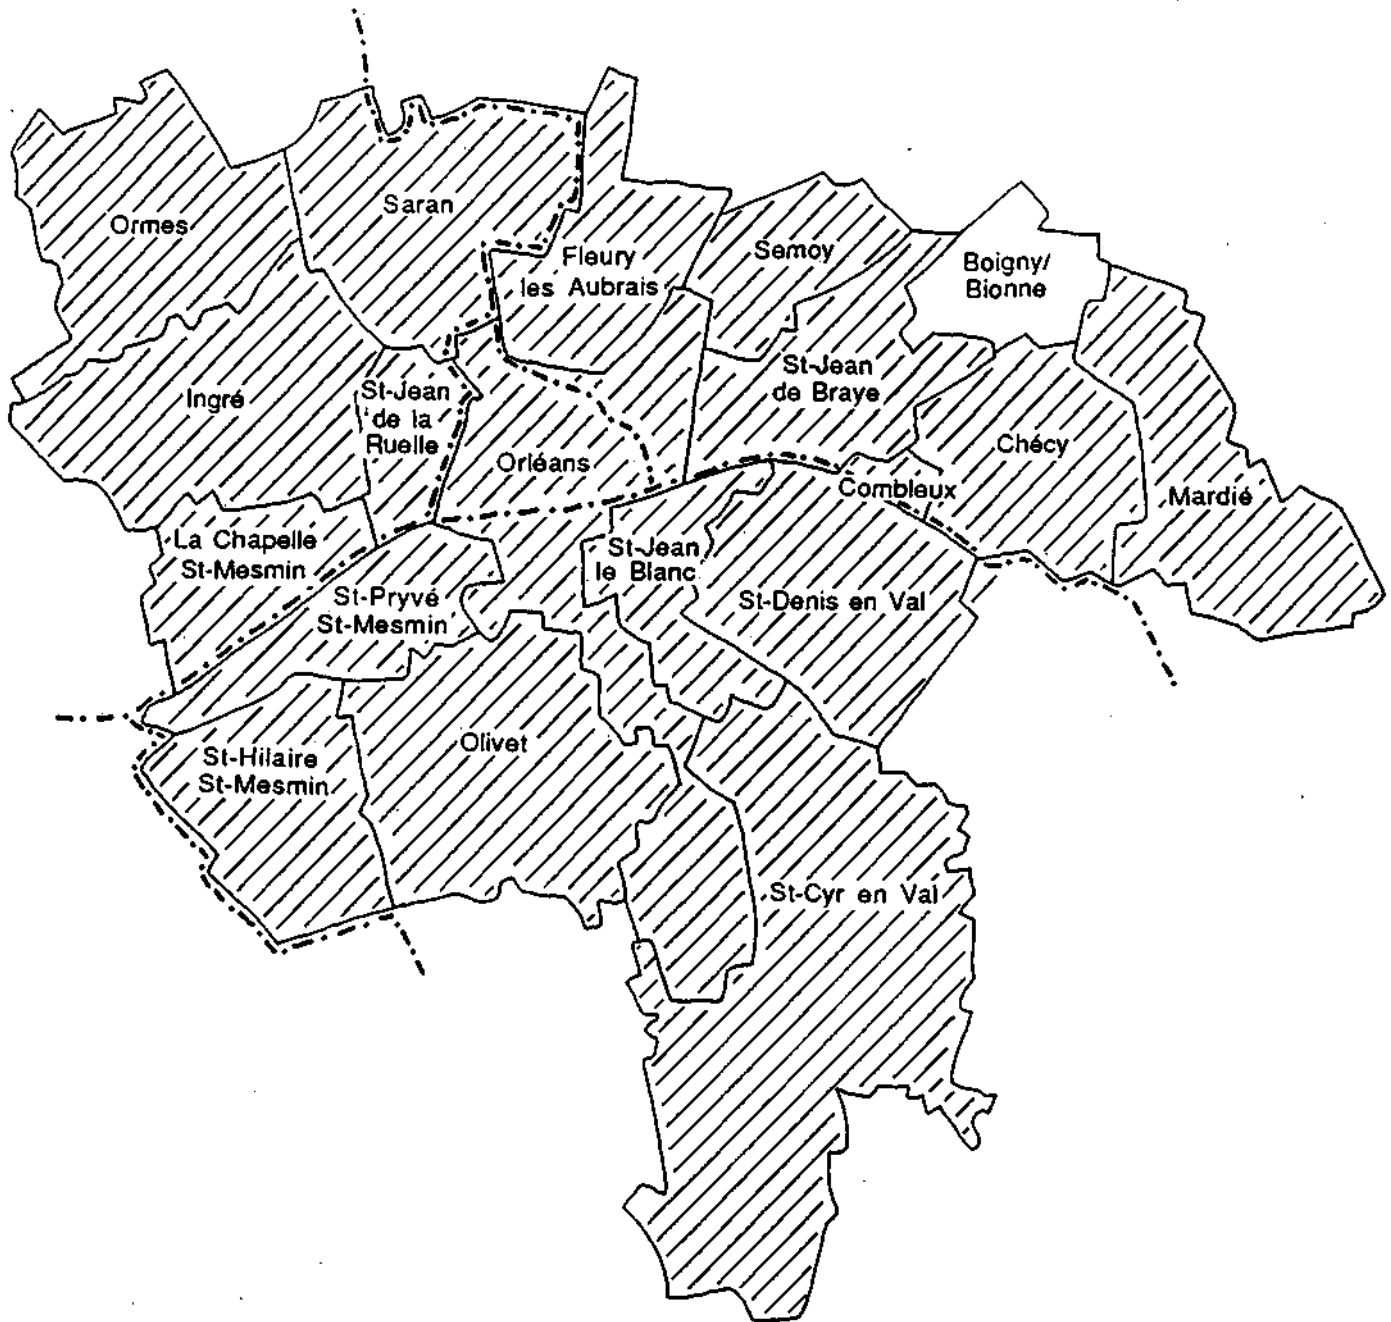 Ormes
Saran
Fleury
les Aubrais
Semoy
Boigny/
Bionne
Ingré
St-Jean
de la
Ruelle
Orléans
St-Jean
de Braye
Combleux
Chécy
Mardié
La Chapelle
St-Mesmin
St-Pryvé
St-Mesmin
St-Jean
le Blanc
St-Denis en Val
St-Hilaire
St-Mesmin
Olivet
St-Cyr en Val